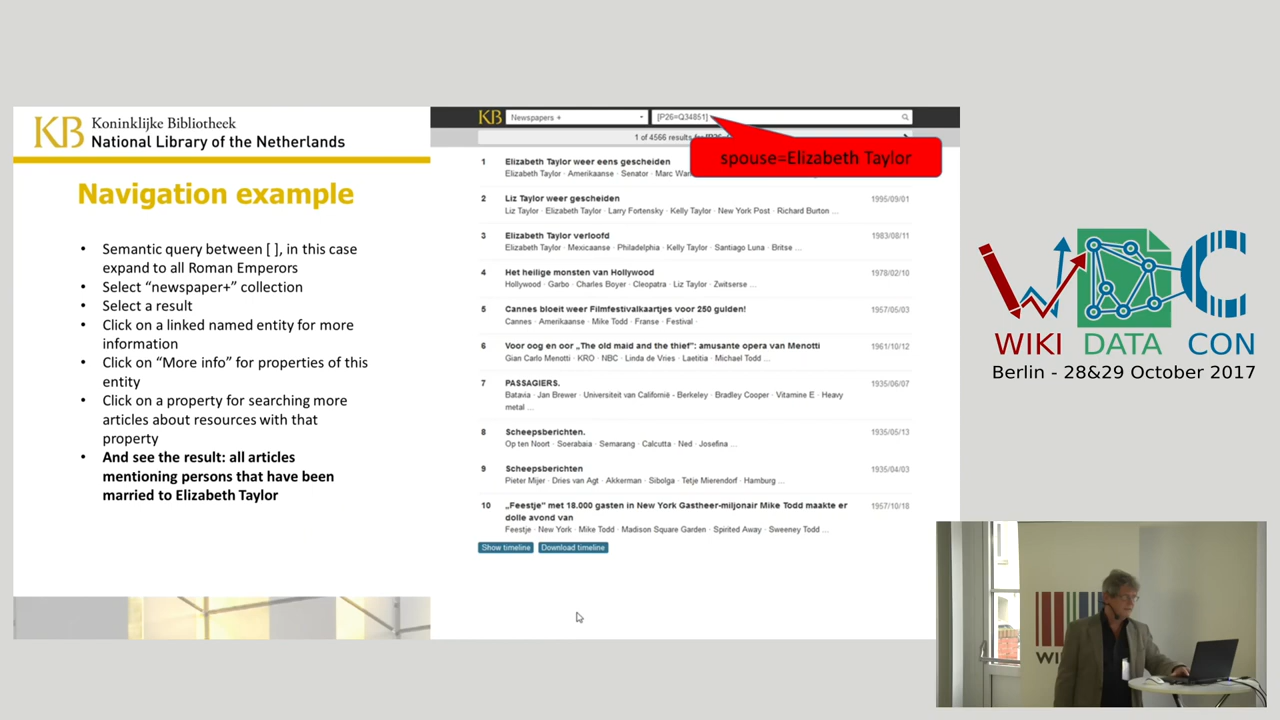 KB Koninklijke Bibliotheek
National Library of the Netherlands
Navigation example
• Semantic query between [ ], in this case
expand to all Roman Emperors
• Select “newspaper+” collection
• Select a result
• Click on a linked named entity for more
information
• Click on “More info” for properties of this
entity
• Click on a property for searching more
articles about resources with that
property
• And see the result: all articles
mentioning persons that have been
married to Elizabeth Taylor
KB Newspapers + [P26=Q34851]
1 of 4566 results for
spouse=Elizabeth Taylor
1 Elizabeth Taylor weer eens gescheiden
Elizabeth Taylor · Amerikaanse · Senator · Marc
2 Liz Taylor weer gescheiden 1995/09/01
Liz Taylor · Elizabeth Taylor · Larry Fortensky · Kelly Taylor · New York Post · Richard Burton ...
3 Elizabeth Taylor verloofd 1983/08/11
Elizabeth Taylor · Mexicaanse · Philadelphia · Kelly Taylor · Santiago Luna · Britse ...
4 Het heilige monsten van Hollywood 1978/02/10
Hollywood · Garbo · Charles Boyer · Cleopatra · Liz Taylor · Zwitserse ...
5 Cannes bloeit weer Filmfestivalkaartjes voor 250 gulden! 1957/05/03
Cannes · Amerikaanse · Mike Todd · Franse · Festival ·
6 Voor oog en oor „The old maid and the thief”: amusante opera van Menotti 1961/10/12
Gian Carlo Menotti · KRO · NBC · Linda de Vries · Laetitia · Michael Todd ...
7 PASSAGIERS. 1935/06/07
Batavia · Jan Brewer · Universiteit van Californië - Berkeley · Bradley Cooper · Vitamine E · Heavy
metal ...
8 Scheepsberichten. 1935/05/13
Op ten Noort · Soerabaia · Semarang · Calcutta · Ned · Josefina ...
9 Scheepsberichten 1935/04/03
Pieter Mijer · Dries van Agt · Akkerman · Sibolga · Tetje Mierendorf · Hamburg ...
10 „Feestje” met 18.000 gasten in New York Gastheer-miljonair Mike Todd maakte er 1957/10/18
dolle avond van
Feestje · New York · Mike Todd · Madison Square Garden · Spirited Away · Sweeney Todd ...
Show timeline Download timeline
WIKI DATA CON
Berlin - 28&29 October 2017